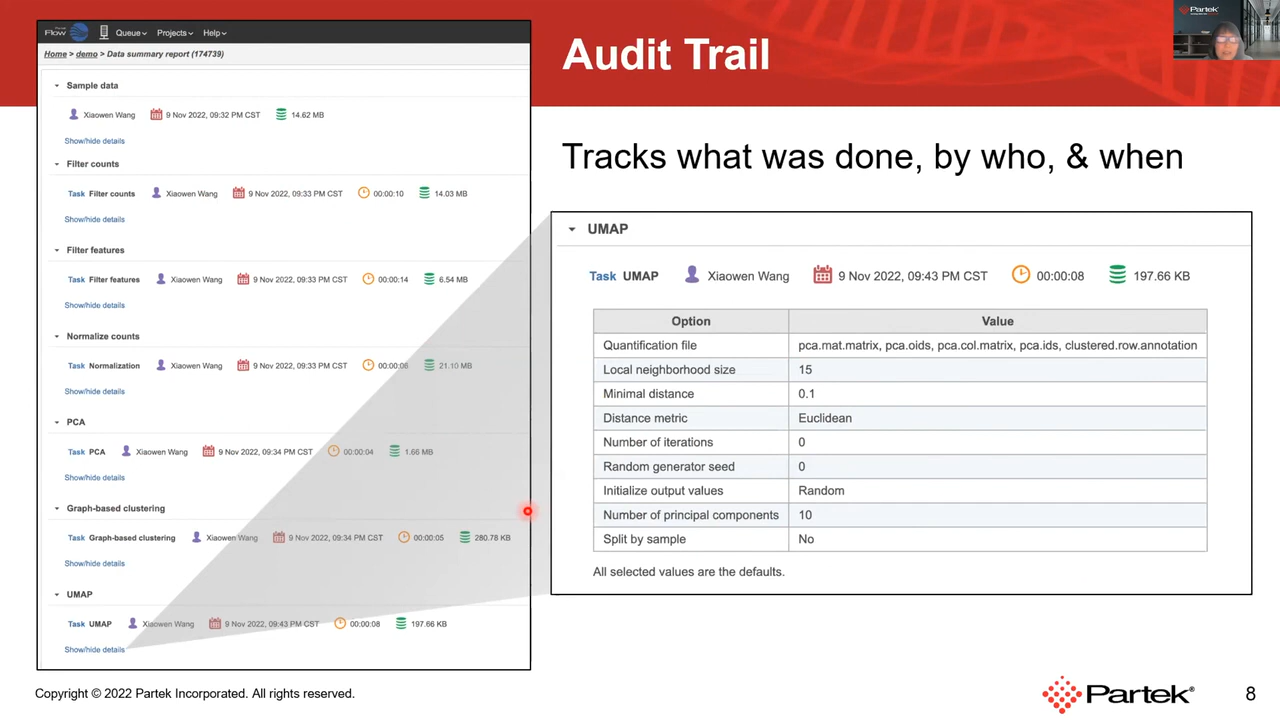 Flow Queue Projects Help
Home > demo > Data summary report (174739)
Sample data
Xiaowen Wang 9 Nov 2022, 09:32 PM CST 14.62 MB
Show/hide details
Filter counts
Task Filter counts Xiaowen Wang 9 Nov 2022, 09:33 PM CST 00:00:10 14.03 MB
Show/hide details
Filter features
Task Filter features Xiaowen Wang 9 Nov 2022, 09:33 PM CST 00:00:14 6.54 MB
Show/hide details
Normalize counts
Task Normalization Xiaowen Wang 9 Nov 2022, 09:33 PM CST 00:00:06 21.10 MB
Show/hide details
PCA
Task PCA Xiaowen Wang 9 Nov 2022, 09:34 PM CST 00:00:04 1.66 MB
Show/hide details
Graph-based clustering
Task Graph-based clustering Xiaowen Wang 9 Nov 2022, 09:34 PM CST 00:00:05 280.78 KB
Show/hide details
UMAP
Task UMAP Xiaowen Wang 9 Nov 2022, 09:43 PM CST 00:00:08 197.66 KB
Show/hide details
Audit Trail
Partek
Tracks what was done, by who, & when
UMAP
Task UMAP Xiaowen Wang 9 Nov 2022, 09:43 PM CST 00:00:08 197.66 KB
Option Value
Quantification file pca.mat.matrix, pca.oids, pca.col.matrix, pca.ids, clustered.row.annotation
Local neighborhood size 15
Minimal distance 0.1
Distance metric Euclidean
Number of iterations 0
Random generator seed 0
Initialize output values Random
Number of principal components 10
Split by sample No
All selected values are the defaults.
Copyright © 2022 Partek Incorporated. All rights reserved.
Partek®
8